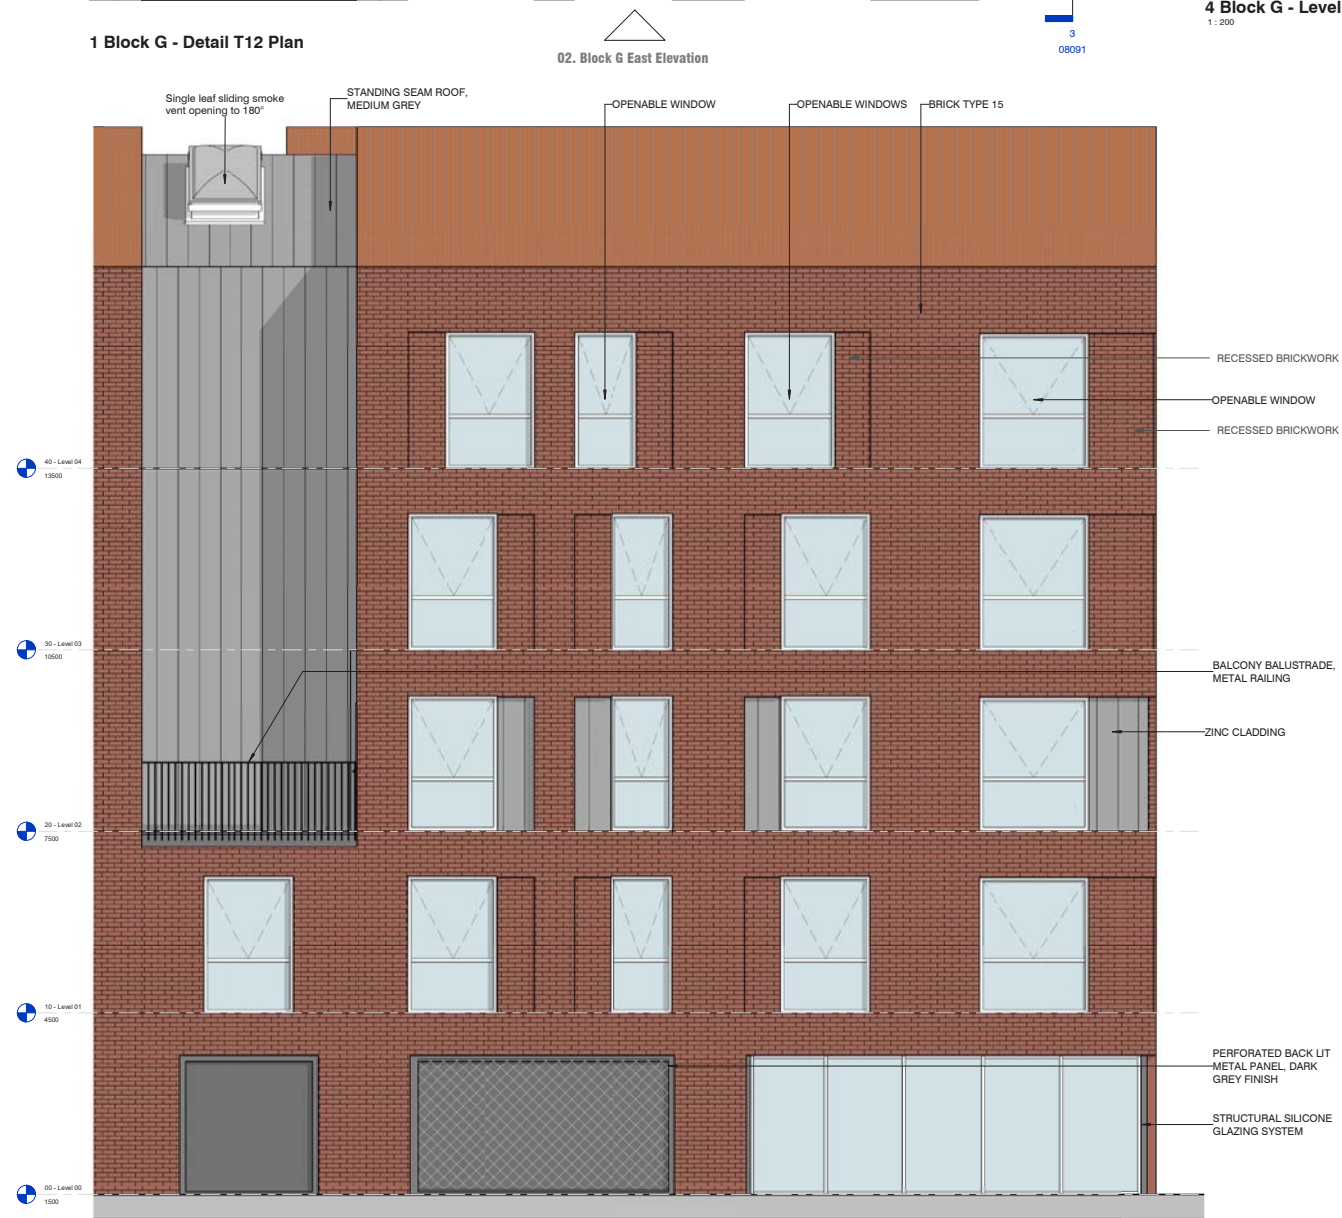 4 Block G - Level
1 : 200
1 Block G - Detail T12 Plan
3
08091
02. Block G East Elevation
Single leaf sliding smoke
vent opening to 180°
STANDING SEAM ROOF,
MEDIUM GREY
OPENABLE WINDOW
OPENABLE WINDOWS
BRICK TYPE 15
RECESSED BRICKWORK
OPENABLE WINDOW
RECESSED BRICKWORK
40 - Level 04
13500
30 - Level 03
10500
BALCONY BALUSTRADE,
METAL RAILING
ZINC CLADDING
20 - Level 02
7500
10 - Level 01
4500
PERFORATED BACK LIT
METAL PANEL, DARK
GREY FINISH
STRUCTURAL SILICONE
GLAZING SYSTEM
00 - Level 00
1500